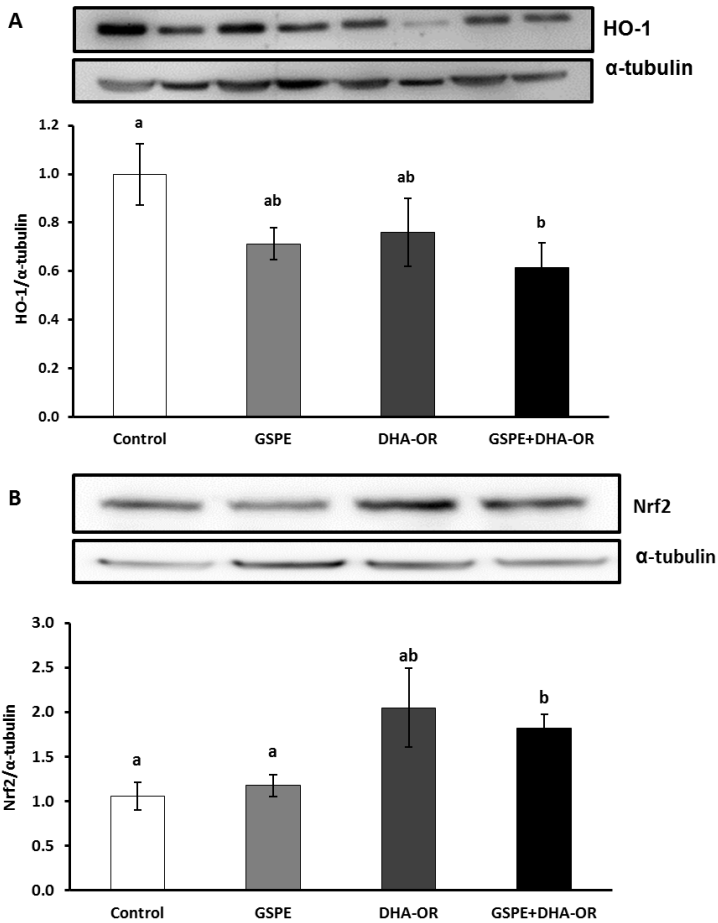 A
HO-1
α-tubulin
1.2
1.0
0.8
0.6
0.4
0.2
0.0
HO-1/α-tubulin
a
ab
ab
b
Control GSPE DHA-OR GSPE+DHA-OR
B
Nrf2
α-tubulin
3.0
2.5
2.0
1.5
1.0
0.5
0.0
Nrf2/α-tubulin
a
a
ab
b
Control GSPE DHA-OR GSPE+DHA-OR